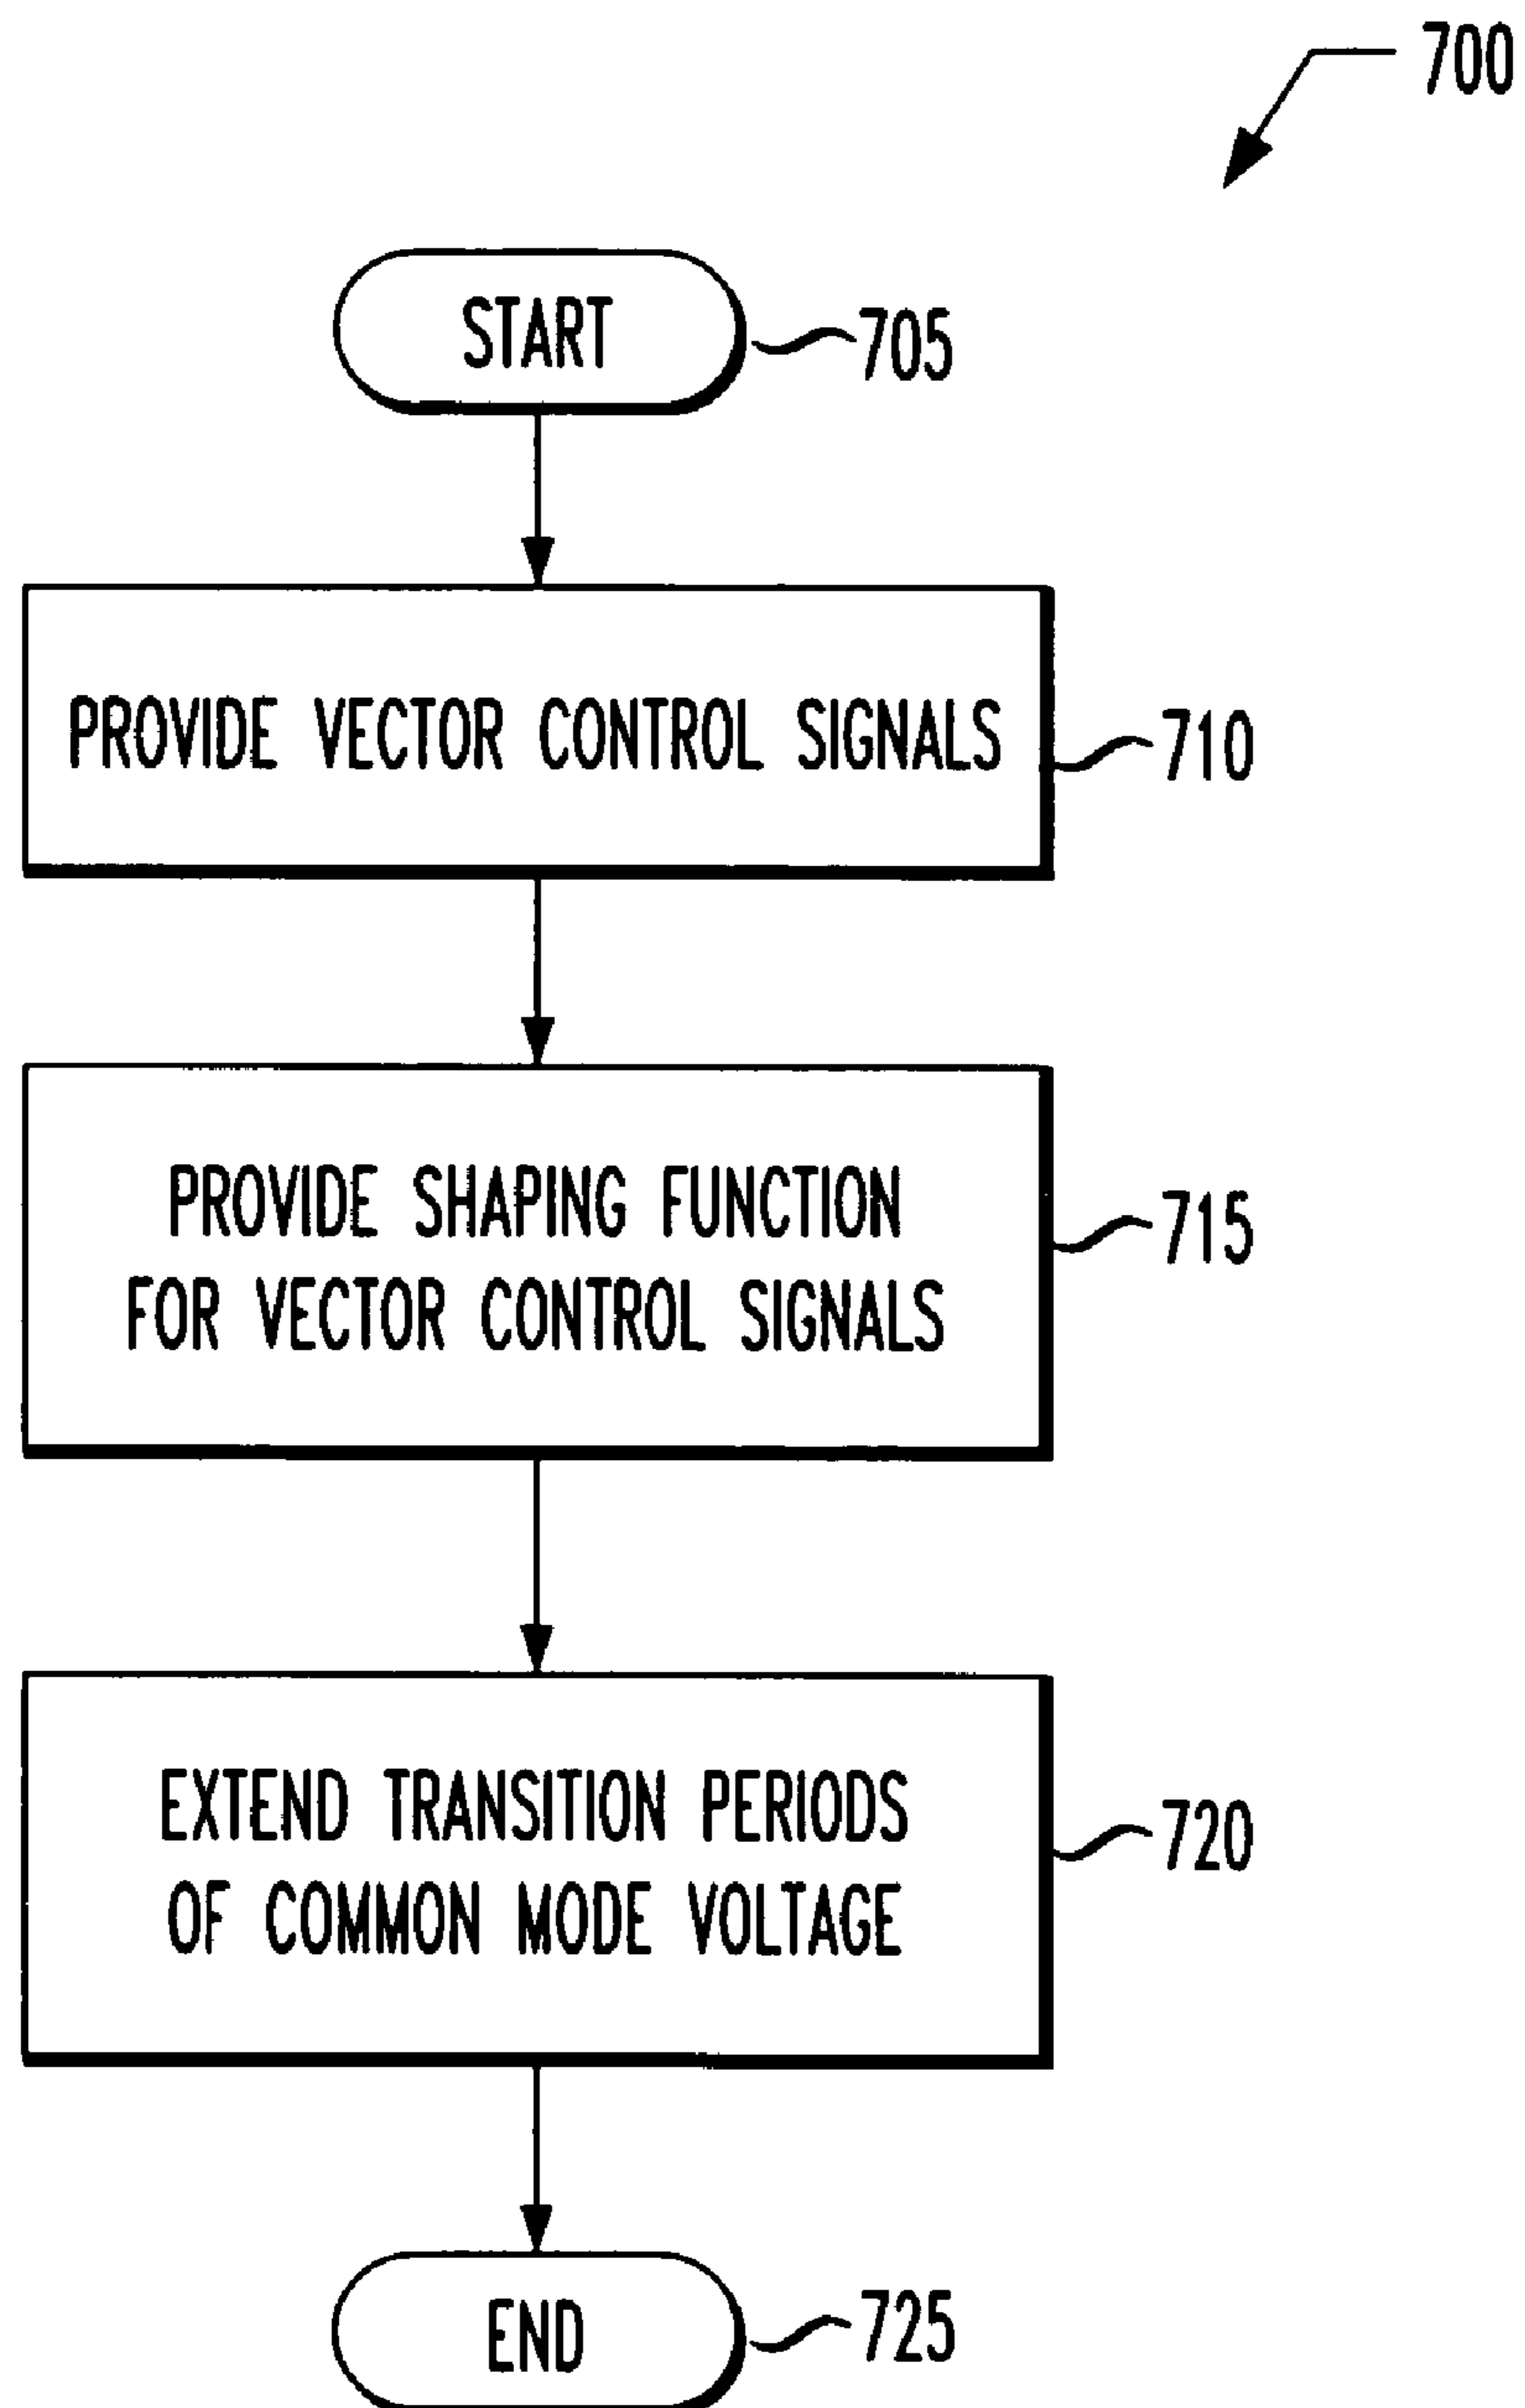 700
START
705
PROVIDE VECTOR CONTROL SIGNALS
710
PROVIDE SHAPING FUNCTION
FOR VECTOR CONTROL SIGNALS
715
EXTEND TRANSITION PERIODS
OF COMMON MODE VOLTAGE
720
END
725